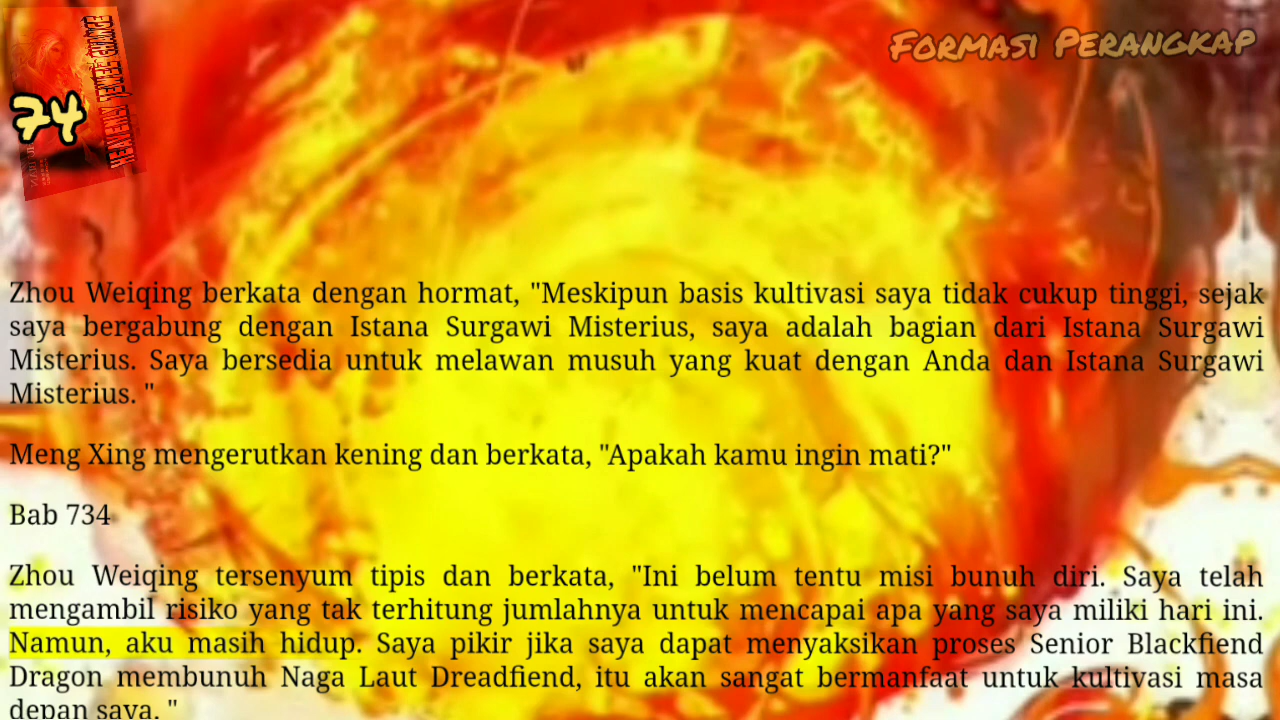 Formasi Perangkap
HEAVENLY JEWEL CHANGE
74
Zhou Weiqing berkata dengan hormat, "Meskipun basis kultivasi saya tidak cukup tinggi, sejak
saya bergabung dengan Istana Surgawi Misterius, saya adalah bagian dari Istana Surgawi
Misterius. Saya bersedia untuk melawan musuh yang kuat dengan Anda dan Istana Surgawi
Misterius. "
Meng Xing mengerutkan kening dan berkata, "Apakah kamu ingin mati?"
Bab 734
Zhou Weiqing tersenyum tipis dan berkata, "Ini belum tentu misi bunuh diri. Saya telah
mengambil risiko yang tak terhitung jumlahnya untuk mencapai apa yang saya miliki hari ini.
Namun, aku masih hidup. Saya pikir jika saya dapat menyaksikan proses Senior Blackfiend
Dragon membunuh Naga Laut Dreadfiend, itu akan sangat bermanfaat untuk kultivasi masa
depan saya. "